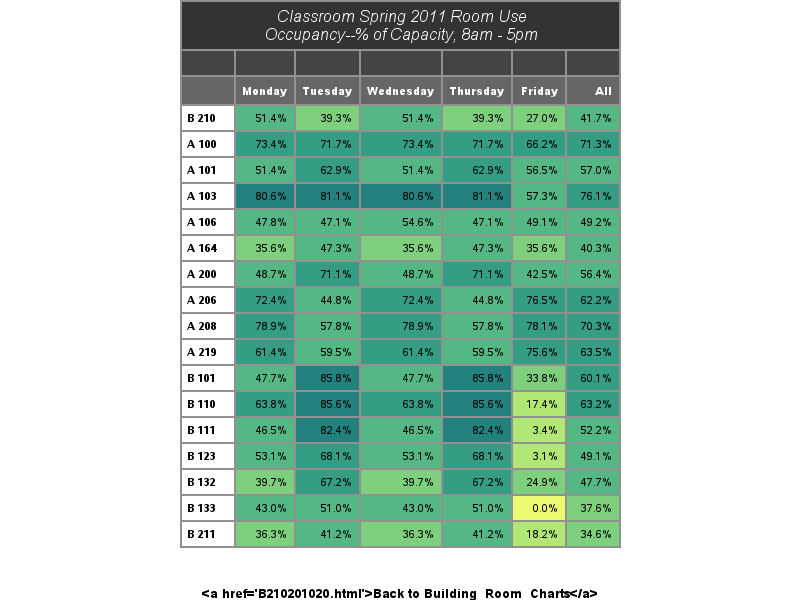 Classroom Spring 2011 Room Use
Occupancy--% of Capacity, 8am - 5pm
Monday Tuesday Wednesday Thursday Friday All
B 210 51.4% 39.3% 51.4% 39.3% 27.0% 41.7%
A 100 73.4% 71.7% 73.4% 71.7% 66.2% 71.3%
A 101 51.4% 62.9% 51.4% 62.9% 56.5% 57.0%
A 103 80.6% 81.1% 80.6% 81.1% 57.3% 76.1%
A 106 47.8% 47.1% 54.6% 47.1% 49.1% 49.2%
A 164 35.6% 47.3% 35.6% 47.3% 35.6% 40.3%
A 200 48.7% 71.1% 48.7% 71.1% 42.5% 56.4%
A 206 72.4% 44.8% 72.4% 44.8% 76.5% 62.2%
A 208 78.9% 57.8% 78.9% 57.8% 78.1% 70.3%
A 219 61.4% 59.5% 61.4% 59.5% 75.6% 63.5%
B 101 47.7% 85.8% 47.7% 85.8% 33.8% 60.1%
B 110 63.8% 85.6% 63.8% 85.6% 17.4% 63.2%
B 111 46.5% 82.4% 46.5% 82.4% 3.4% 52.2%
B 123 53.1% 68.1% 53.1% 68.1% 3.1% 49.1%
B 132 39.7% 67.2% 39.7% 67.2% 24.9% 47.7%
B 133 43.0% 51.0% 43.0% 51.0% 0.0% 37.6%
B 211 36.3% 41.2% 36.3% 41.2% 18.2% 34.6%
<a href='B210201020.html'>Back to Building_Room_Charts</a>